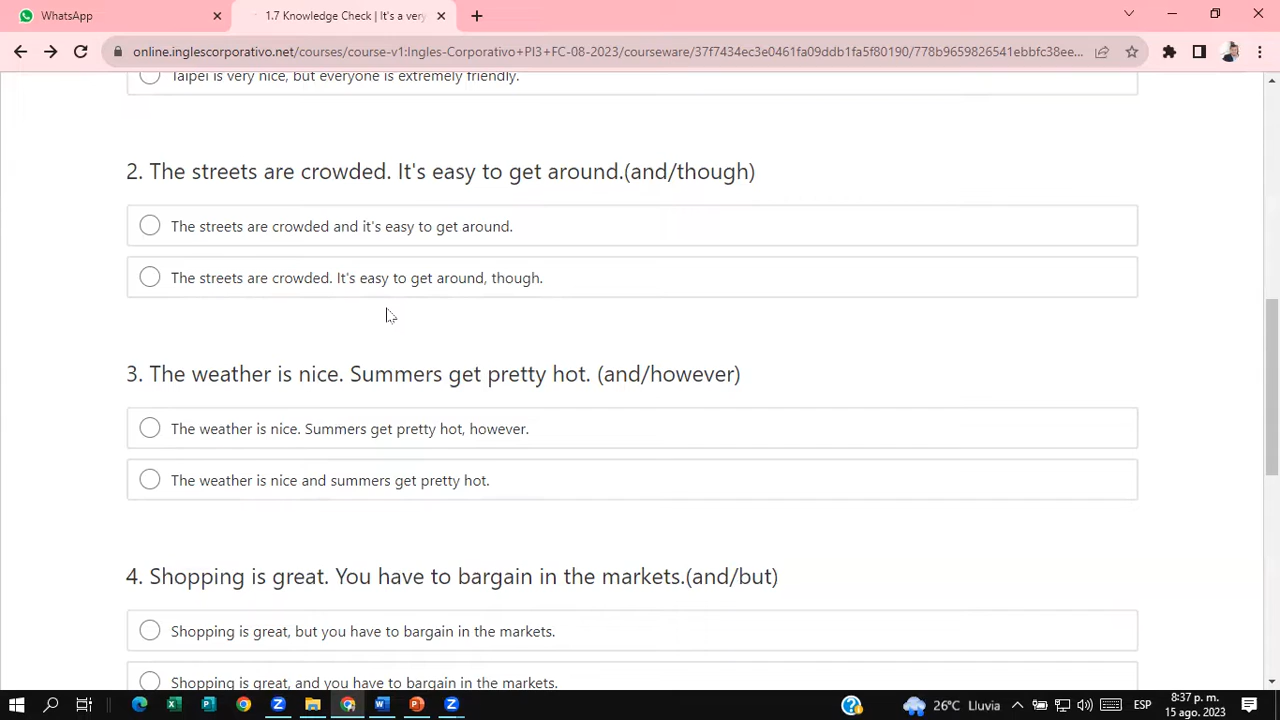 WhatsApp
1.7 Knowledge Check | It's a very
online.inglescorporativo.net/courses/course-v1:Ingles-Corporativo+PI3+FC-08-2023/courseware/37f7434ec3e0461fa09ddb1fa5f80190/778b9659826541ebbfc38ee...
Taipei is very nice, but everyone is extremely friendly.
2. The streets are crowded. It's easy to get around.(and/though)
The streets are crowded and it's easy to get around.
The streets are crowded. It's easy to get around, though.
3. The weather is nice. Summers get pretty hot. (and/however)
The weather is nice. Summers get pretty hot, however.
The weather is nice and summers get pretty hot.
4. Shopping is great. You have to bargain in the markets.(and/but)
Shopping is great, but you have to bargain in the markets.
Shopping is great, and you have to bargain in the markets.
26°C Lluvia
ESP
8:37 p. m.
15 ago. 2023